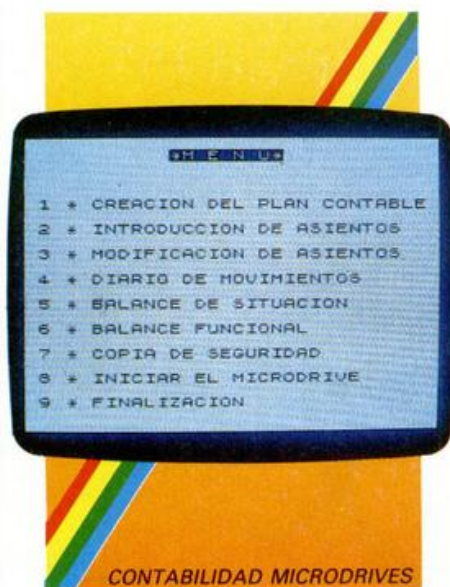 *M E N U*
1 * CREACION DEL PLAN CONTABLE
2 * INTRODUCCION DE ASIENTOS
3 * MODIFICACION DE ASIENTOS
4 * DIARIO DE MOVIMIENTOS
5 * BALANCE DE SITUACION
6 * BALANCE FUNCIONAL
7 * COPIA DE SEGURIDAD
8 * INICIAR EL MICRODRIVE
9 * FINALIZACION
CONTABILIDAD MICRODRIVES